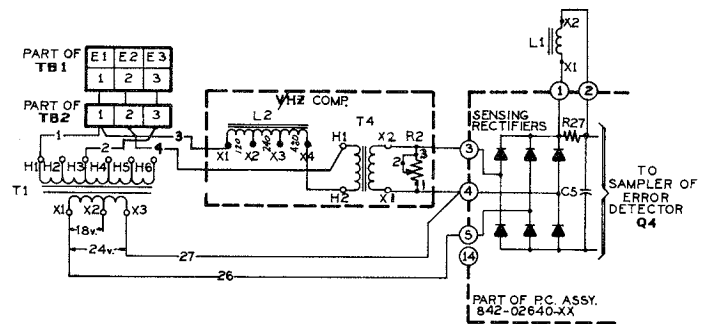 X2
L1
X1
PART OF TB1
E1 E2 E3
1 2 3
PART OF TB2
1 2 3
VHZ COMP.
L2
120 240 480
X1 X2 X3 X4
T4
H1
H2
X2
X1
R2
3
2
1
1 3
2 4
H1 H2 H3 H4 H5 H6
T1
X1 X2 X3
18v.
24v.
27
26
1 2
3
4
5
14
SENSING
RECTIFIERS
R27
C5
TO
SAMPLER OF
ERROR
DETECTOR
Q4
PART OF P.C. ASSY.
842-02640-XX